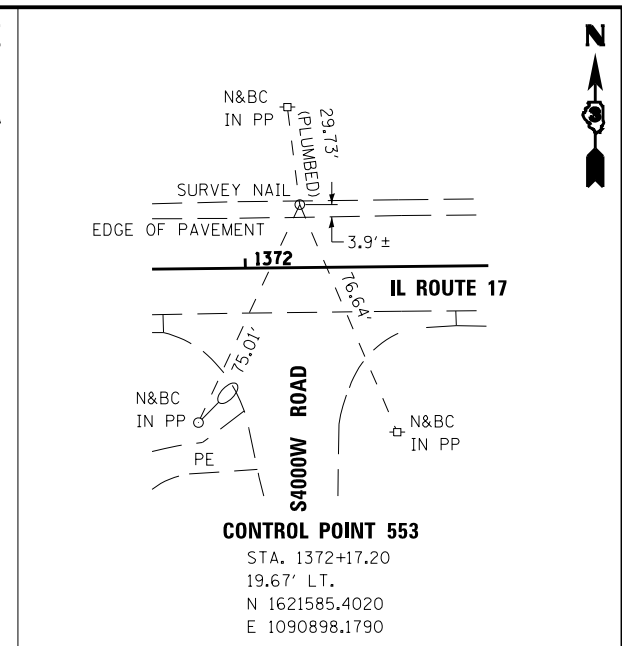 N
3
N&BC
IN PP
29.73'
(PLUMBED)
SURVEY NAIL
EDGE OF PAVEMENT
3.9'±
1372
IL ROUTE 17
76.64'
75.01'
N&BC
IN PP
PE
S4000W ROAD
N&BC
IN PP
CONTROL POINT 553
STA. 1372+17.20
19.67' LT.
N 1621585.4020
E 1090898.1790